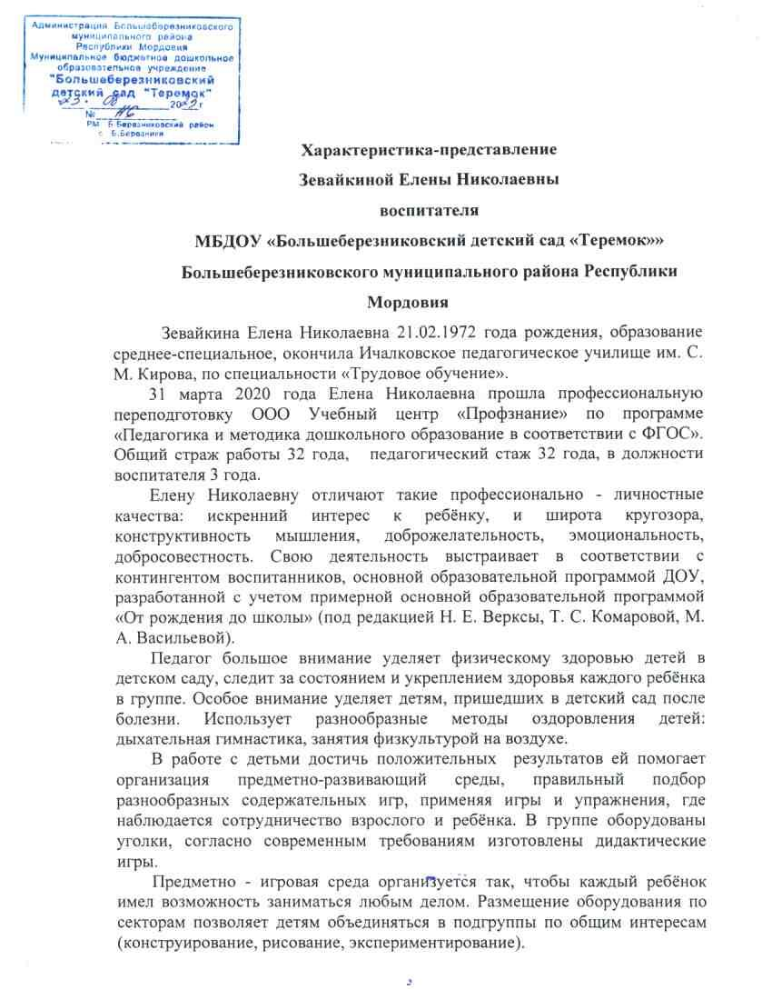 Администрация Большеберезниковского
муниципального района
Республики Мордовия
Муниципальное бюджетное дошкольное
образовательное учреждение
"Большеберезниковский
детский сад "Теремок"
23. 2023г
№ 116
РМ Б.Березниковский район
с Б.Березники
Характеристика-представление
Зевайкиной Елены Николаевны
воспитателя
МБДОУ «Большеберезниковский детский сад «Теремок»»
Большеберезниковского муниципального района Республики
Мордовия
Зевайкина Елена Николаевна 21.02.1972 года рождения, образование
среднее-специальное, окончила Ичалковское педагогическое училище им. С.
М. Кирова, по специальности «Трудовое обучение».
31 марта 2020 года Елена Николаевна прошла профессиональную
переподготовку ООО Учебный центр «Профзнание» по программе
«Педагогика и методика дошкольного образование в соответствии с ФГОС».
Общий страж работы 32 года, педагогический стаж 32 года, в должности
воспитателя 3 года.
Елену Николаевну отличают такие профессионально - личностные
качества: искренний интерес к ребёнку, и широта кругозора,
конструктивность мышления, доброжелательность, эмоциональность,
добросовестность. Свою деятельность выстраивает в соответствии с
контингентом воспитанников, основной образовательной программой ДОУ,
разработанной с учетом примерной основной образовательной программой
«От рождения до школы» (под редакцией Н. Е. Верксы, Т. С. Комаровой, М.
А. Васильевой).
Педагог большое внимание уделяет физическому здоровью детей в
детском саду, следит за состоянием и укреплением здоровья каждого ребёнка
в группе. Особое внимание уделяет детям, пришедших в детский сад после
болезни. Использует разнообразные методы оздоровления детей:
дыхательная гимнастика, занятия физкультурой на воздухе.
В работе с детьми достичь положительных результатов ей помогает
организация предметно-развивающий среды, правильный подбор
разнообразных содержательных игр, применяя игры и упражнения, где
наблюдается сотрудничество взрослого и ребёнка. В группе оборудованы
уголки, согласно современным требованиям изготовлены дидактические
игры.
Предметно - игровая среда организуется так, чтобы каждый ребёнок
имел возможность заниматься любым делом. Размещение оборудования по
секторам позволяет детям объединяться в подгруппы по общим интересам
(конструирование, рисование, экспериментирование).